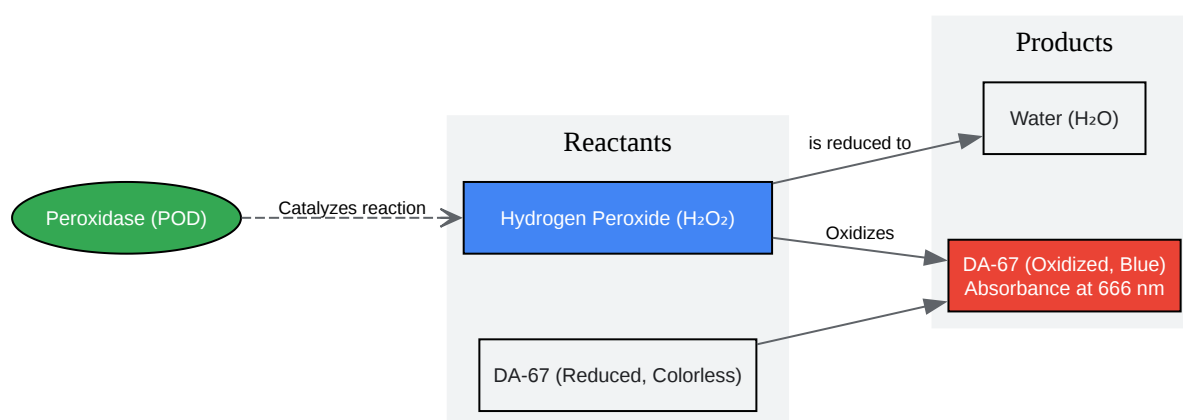 Products
Water (H₂O)
Reactants
is reduced to
Peroxidase (POD)
Catalyzes reaction
Hydrogen Peroxide (H₂O₂)
Oxidizes
DA-67 (Oxidized, Blue)
Absorbance at 666 nm
DA-67 (Reduced, Colorless)